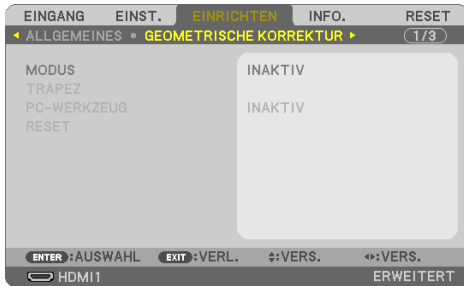 EINGANG EINST. EINRICHTEN INFO. RESET
ALLGEMEINES • GEOMETRISCHE KORREKTUR 1/3
MODUS INAKTIV
TRAPEZ
PC-WERKZEUG INAKTIV
RESET
ENTER :AUSWAHL EXIT :VERL. :VERS. :VERS.
HDMI1 ERWEITERT